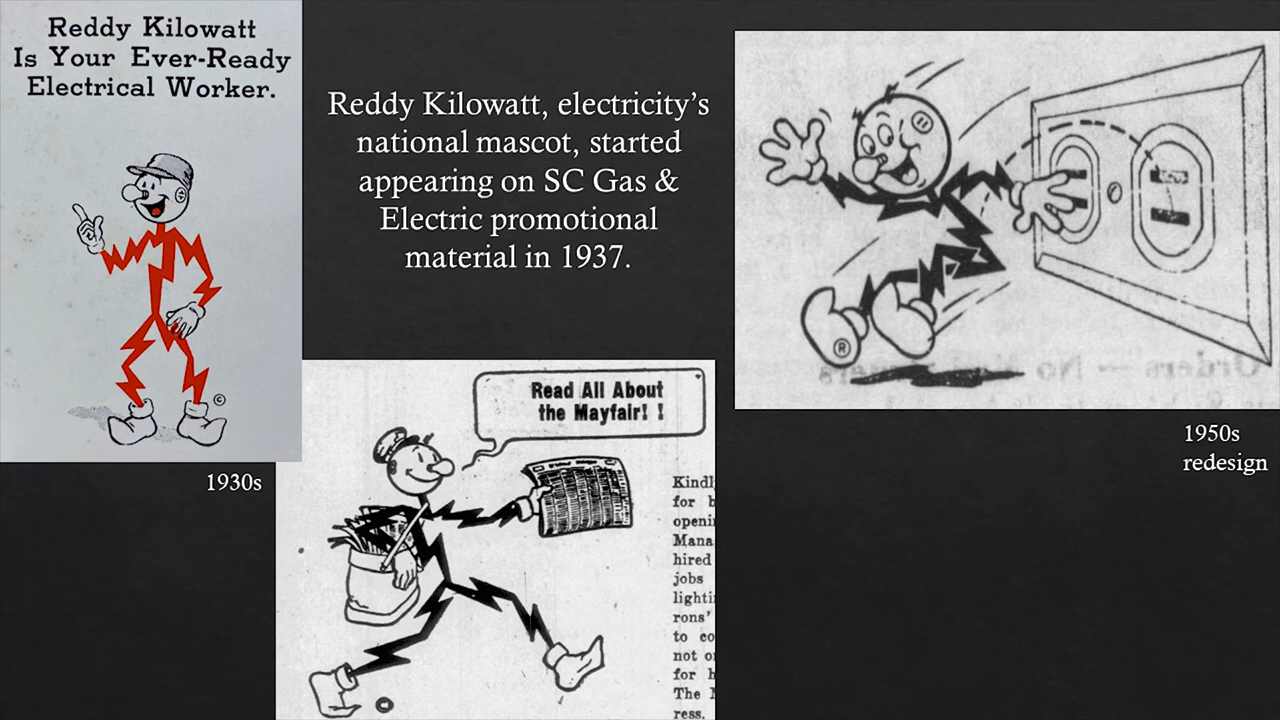 Reddy Kilowatt
Is Your Ever-Ready
Electrical Worker.
©
1930s
Reddy Kilowatt, electricity's
national mascot, started
appearing on SC Gas &
Electric promotional
material in 1937.
Read All About
the Mayfair! !
Kindl
for b
openi
Mana
hired
jobs
lighti
rons'
to co
not o
for h
The M
ress.
®
Orders — No
1950s
redesign